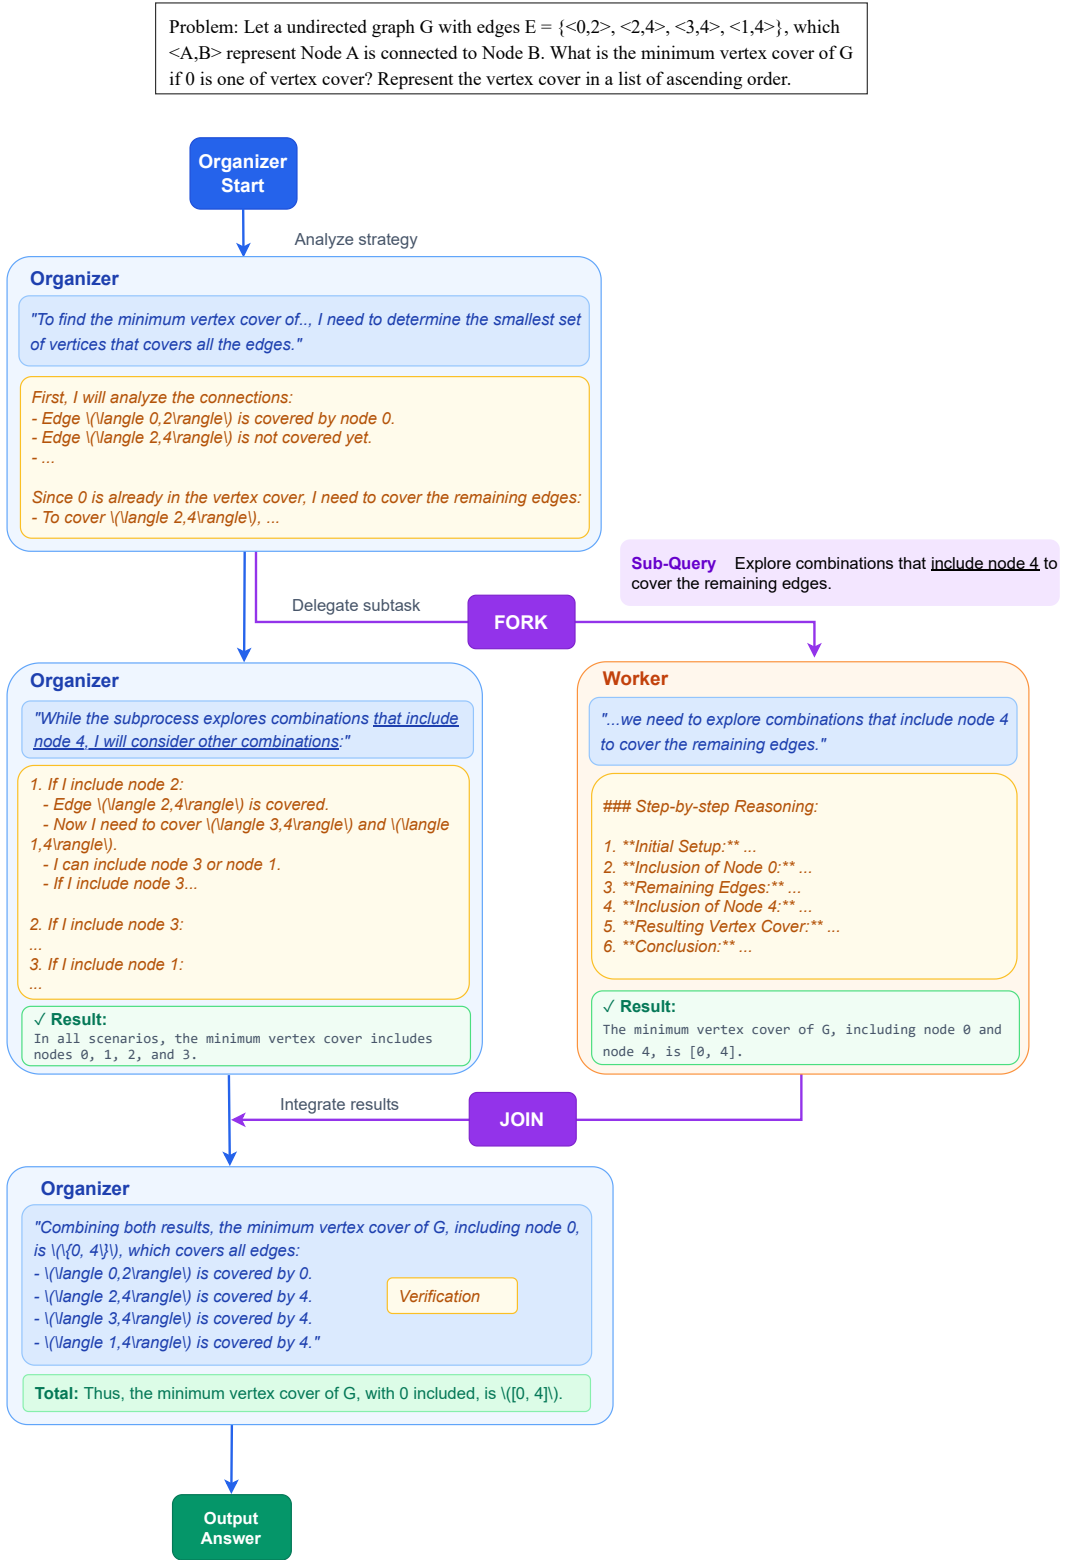 Problem: Let a undirected graph G with edges E = {<0,2>, <2,4>, <3,4>, <1,4>}, which
<A,B> represent Node A is connected to Node B. What is the minimum vertex cover of G
if 0 is one of vertex cover? Represent the vertex cover in a list of ascending order.
Organizer
Start
Analyze strategy
Organizer
"To find the minimum vertex cover of.., I need to determine the smallest set
of vertices that covers all the edges."
First, I will analyze the connections:
- Edge \(\langle 0,2\rangle\) is covered by node 0.
- Edge \(\langle 2,4\rangle\) is not covered yet.
- ...
Since 0 is already in the vertex cover, I need to cover the remaining edges:
- To cover \(\langle 2,4\rangle\), ...
Sub-Query Explore combinations that include node 4 to
cover the remaining edges.
Delegate subtask
FORK
Organizer
"While the subprocess explores combinations that include
node 4, I will consider other combinations:"
1. If I include node 2:
- Edge \(\langle 2,4\rangle\) is covered.
- Now I need to cover \(\langle 3,4\rangle\) and \(\langle
1,4\rangle\).
- I can include node 3 or node 1.
- If I include node 3...
2. If I include node 3:
...
3. If I include node 1:
...
✓ Result:
In all scenarios, the minimum vertex cover includes
nodes 0, 1, 2, and 3.
Worker
"...we need to explore combinations that include node 4
to cover the remaining edges."
### Step-by-step Reasoning:
1. **Initial Setup:** ...
2. **Inclusion of Node 0:** ...
3. **Remaining Edges:** ...
4. **Inclusion of Node 4:** ...
5. **Resulting Vertex Cover:** ...
6. **Conclusion:** ...
✓ Result:
The minimum vertex cover of G, including node 0 and
node 4, is [0, 4].
Integrate results
JOIN
Organizer
"Combining both results, the minimum vertex cover of G, including node 0,
is \(\{0, 4\}\), which covers all edges:
- \(\langle 0,2\rangle\) is covered by 0.
- \(\langle 2,4\rangle\) is covered by 4.
- \(\langle 3,4\rangle\) is covered by 4.
- \(\langle 1,4\rangle\) is covered by 4."
Verification
Total: Thus, the minimum vertex cover of G, with 0 included, is \([0, 4]\).
Output
Answer